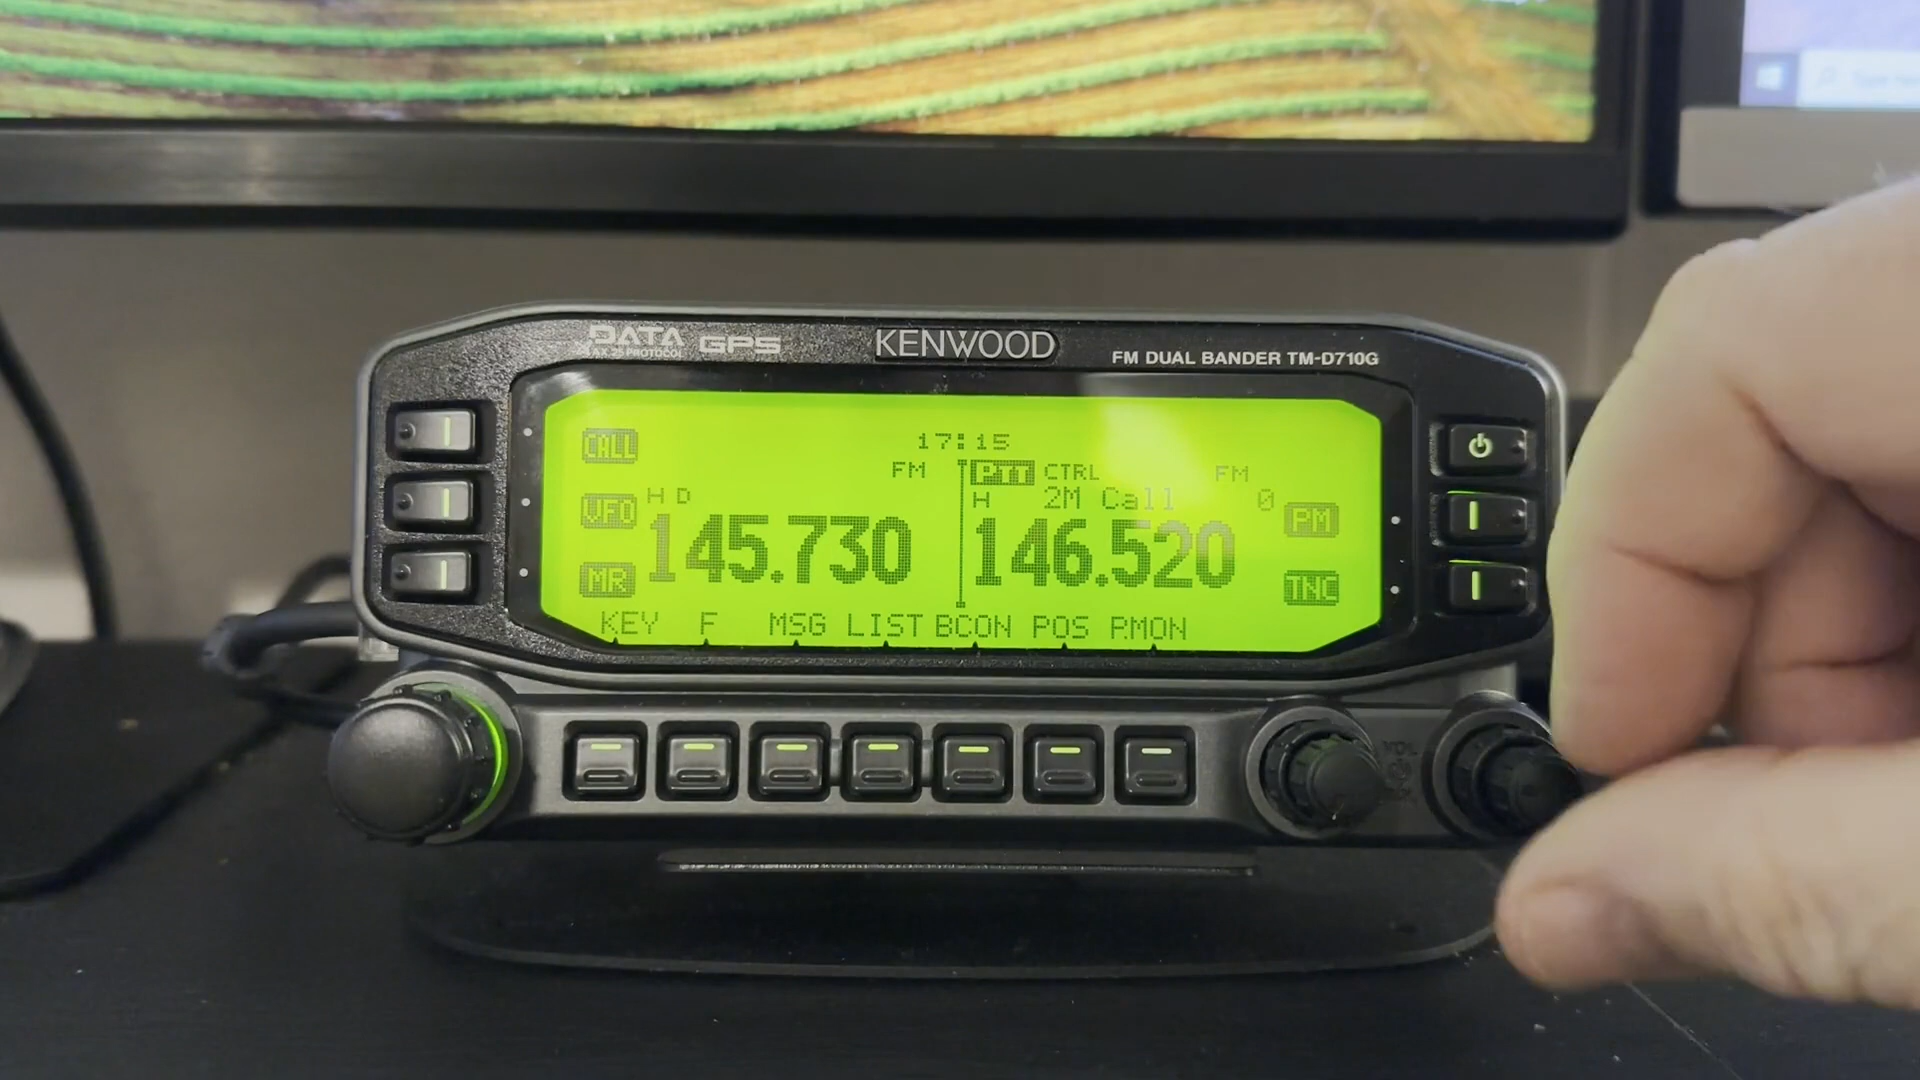 DATA
AX.25 PROTOCOL
GPS
KENWOOD
FM DUAL BANDER TM-D710G
CALL
17:15
FM
PTT CTRL FM
H D
H 2M Call 0
VFO
PM
145.730
146.520
MR
TNC
KEY F MSG LIST BCON POS P.MON
VOL